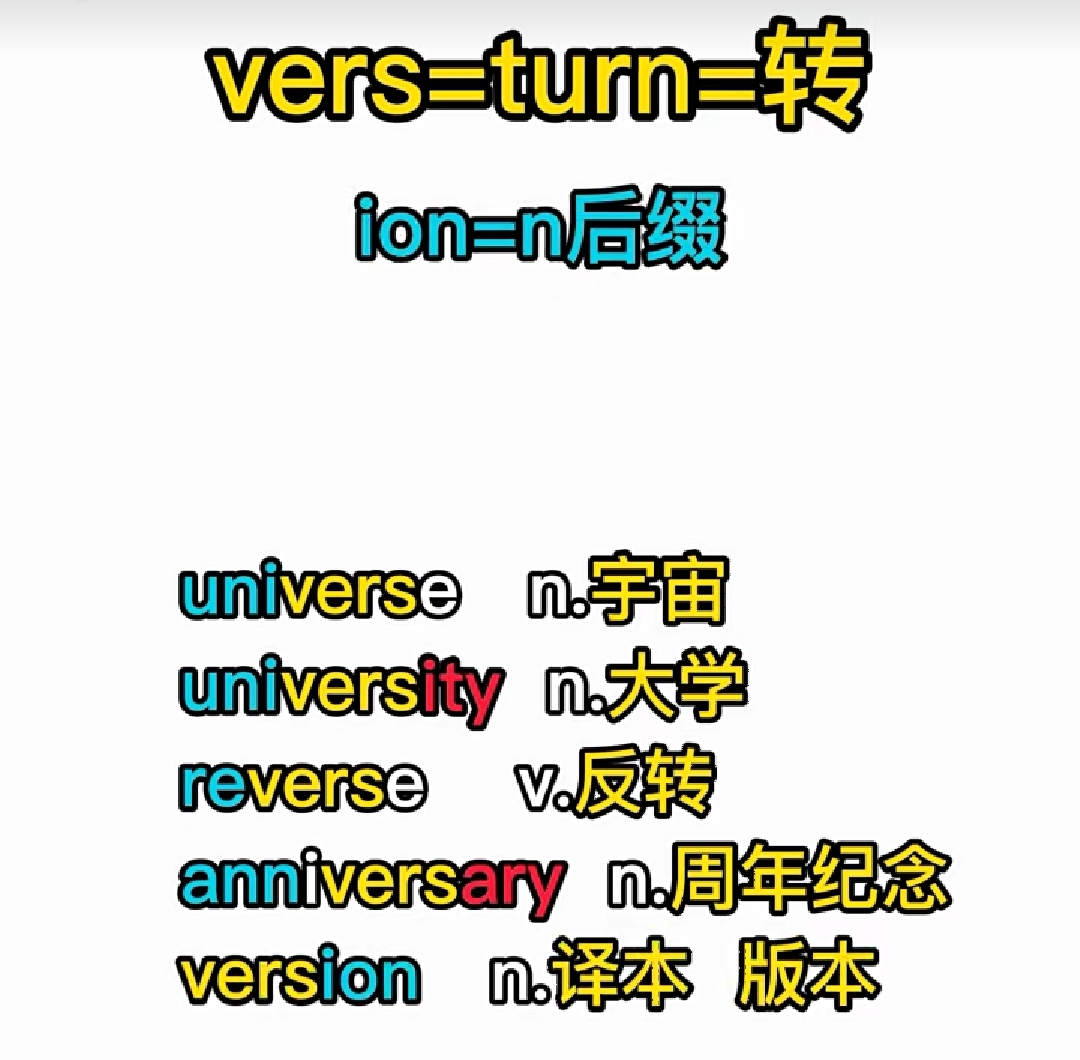 vers=turn=转
ion=n后缀
universe n.宇宙
university n.大学
reverse v.反转
anniversary n.周年纪念
version n.译本 版本